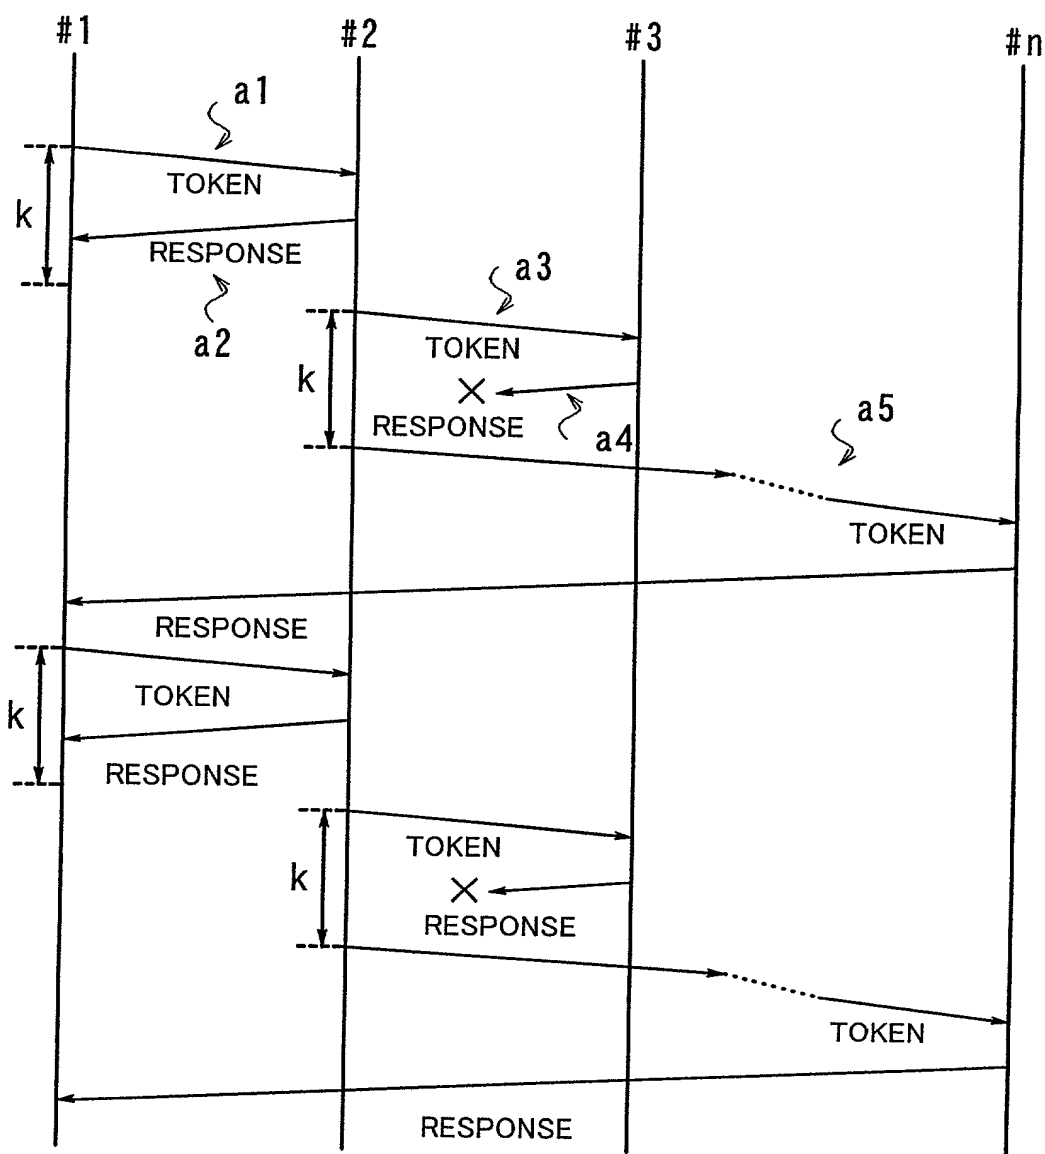 #1 #2 #3 #n
a1
TOKEN
k
RESPONSE
a2
a3
TOKEN
k
RESPONSE
a4
a5
TOKEN
RESPONSE
TOKEN
k
RESPONSE
TOKEN
k
RESPONSE
TOKEN
RESPONSE